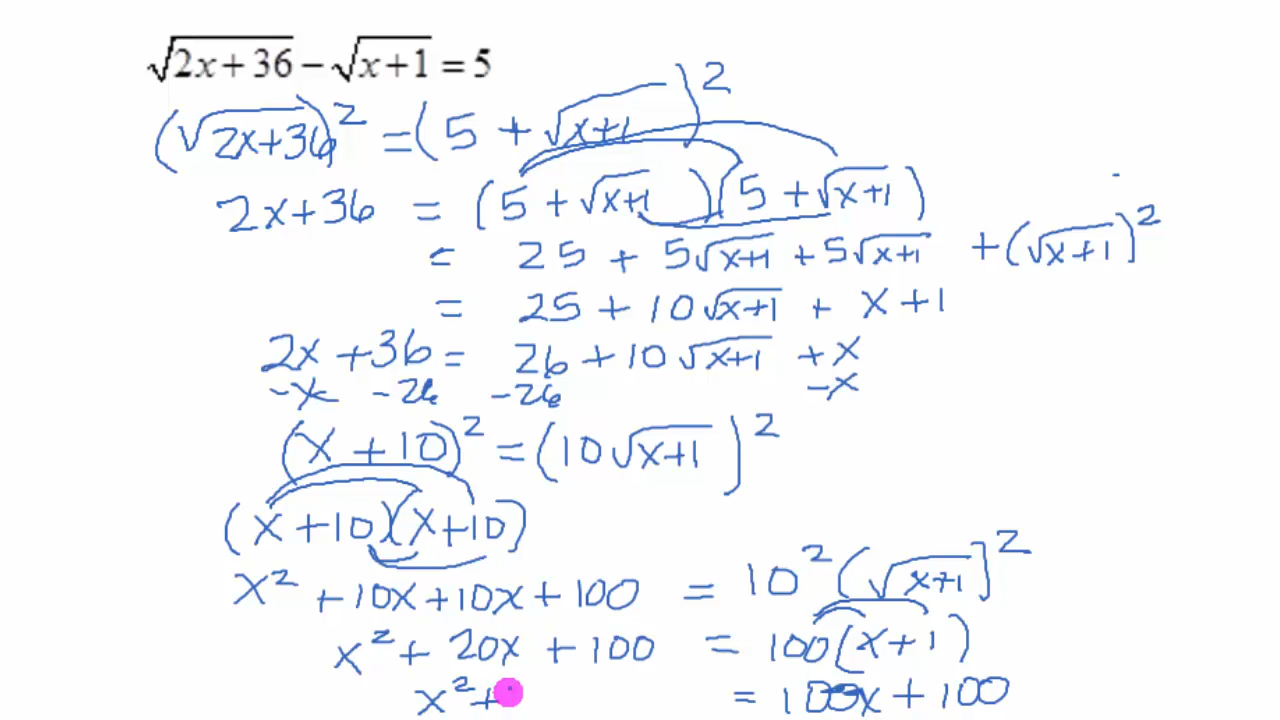 √(2x+36) − √(x+1) = 5
(√(2x+36))² = (5 + √(x+1))²
2x+36 = (5 + √(x+1))(5 + √(x+1))
= 25 + 5√(x+1) + 5√(x+1) + (√(x+1))²
= 25 + 10√(x+1) + x + 1
2x + 36 = 26 + 10√(x+1) + x
-x -26 -26 -x
(x + 10)² = (10√(x+1))²
(x + 10)(x + 10)
x² + 10x + 10x + 100 = 10² (√(x+1))²
x² + 20x + 100 = 100(x + 1)
x² + = 100x + 100